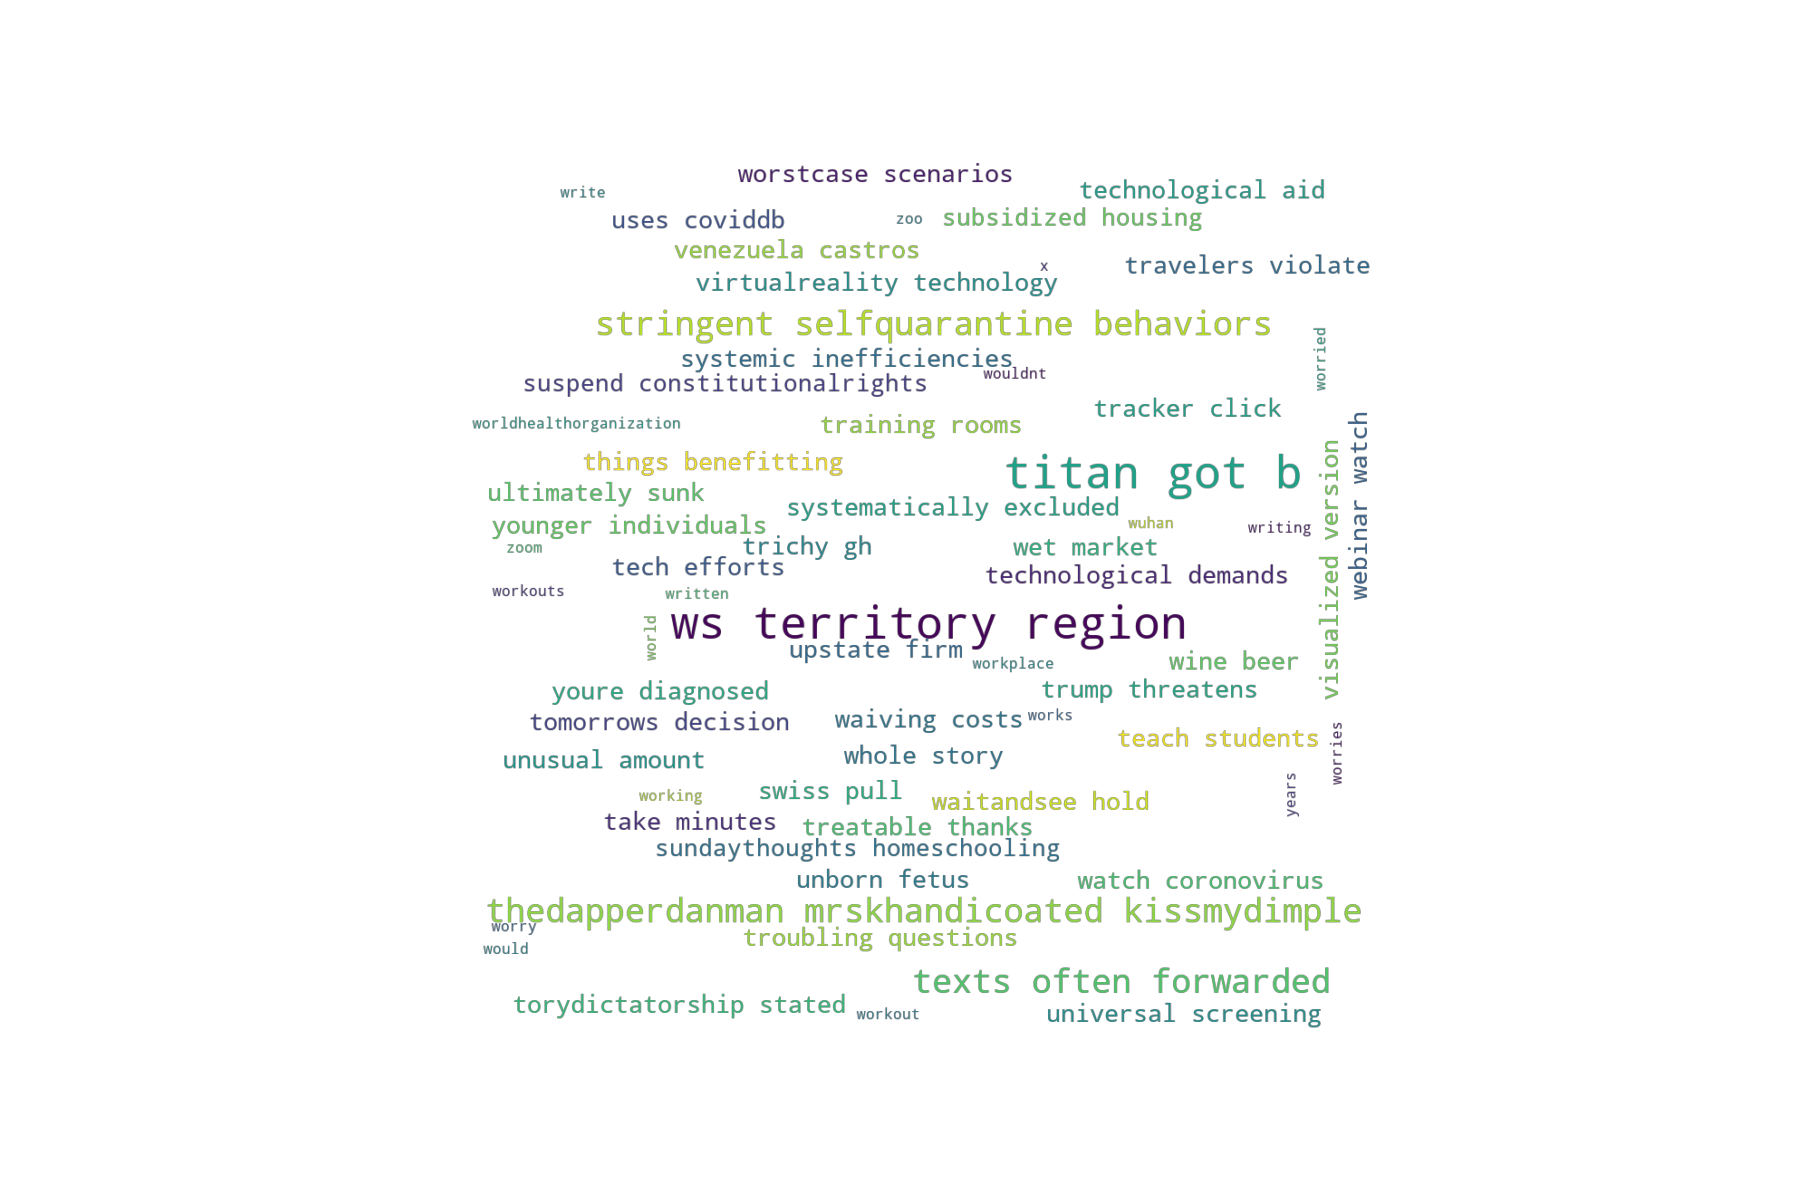 worstcase scenarios
write
technological aid
uses coviddb
zoo
subsidized housing
venezuela castros
x
travelers violate
virtualreality technology
stringent selfquarantine behaviors
worried
systemic inefficiencies
suspend constitutionalrights
wouldnt
tracker click
worldhealthorganization
training rooms
webinar watch
things benefitting
titan got b
visualized version
ultimately sunk
systematically excluded
younger individuals
wuhan
writing
zoom
trichy gh
wet market
tech efforts
technological demands
workouts
written
ws territory region
world
upstate firm
workplace
wine beer
youre diagnosed
trump threatens
tomorrows decision
waiving costs
works
teach students
worries
unusual amount
whole story
years
working
swiss pull
waitandsee hold
take minutes
treatable thanks
sundaythoughts homeschooling
unborn fetus
watch coronovirus
thedapperdanman mrskhandicoated kissmydimple
worry
troubling questions
would
texts often forwarded
torydictatorship stated
workout
universal screening